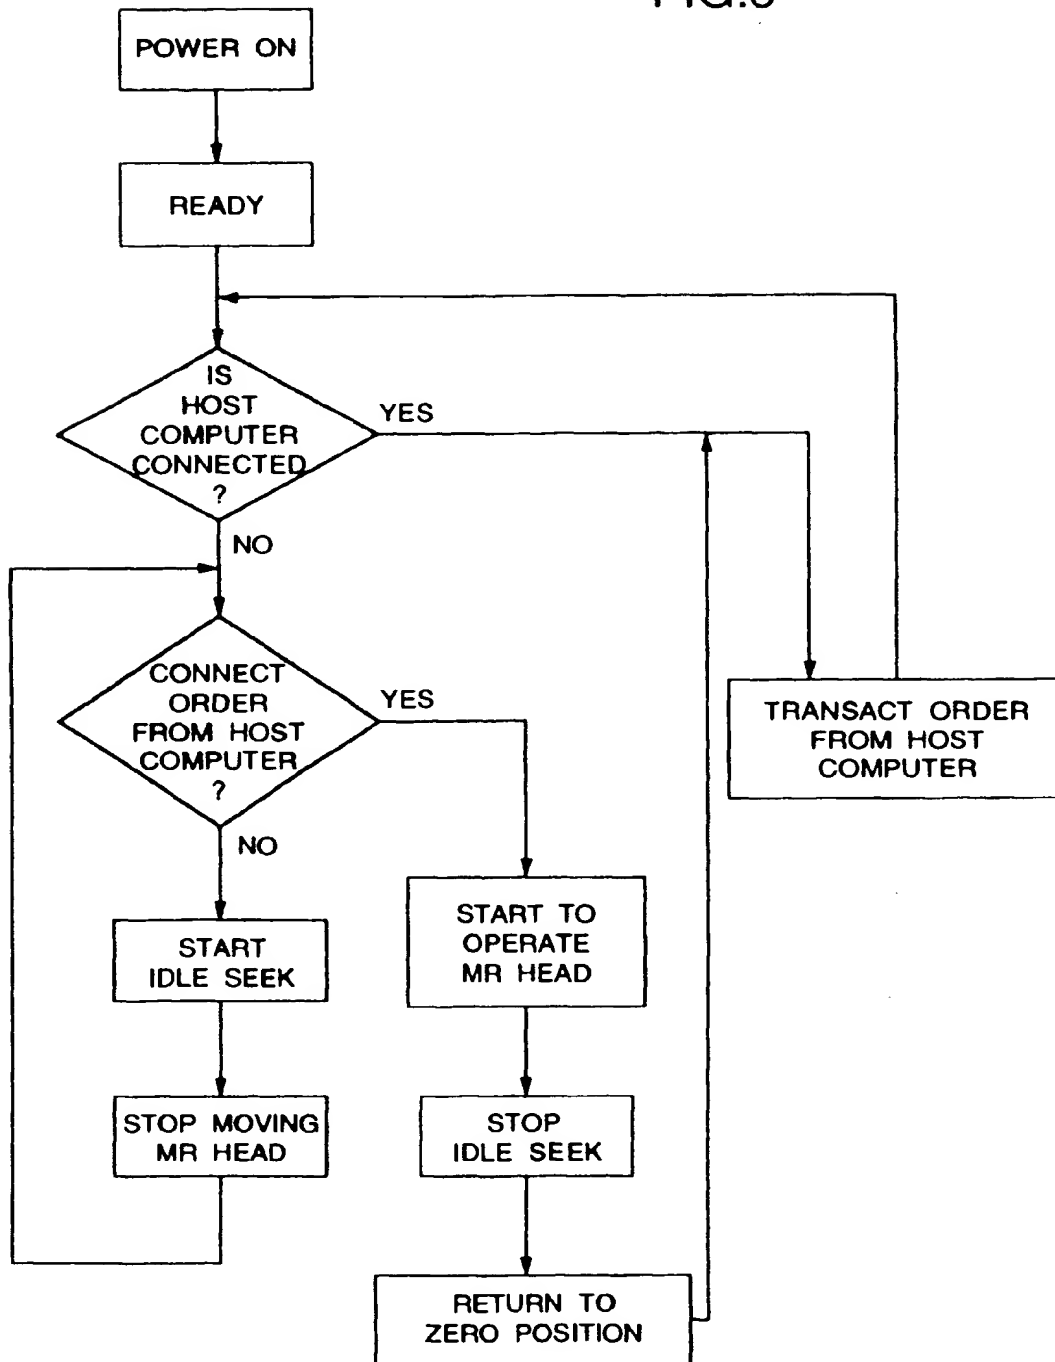 POWER ON
READY
IS
HOST
COMPUTER
CONNECTED
?
YES
NO
CONNECT
ORDER
FROM HOST
COMPUTER
?
YES
NO
TRANSACT ORDER
FROM HOST
COMPUTER
START
IDLE SEEK
START TO
OPERATE
MR HEAD
STOP MOVING
MR HEAD
STOP
IDLE SEEK
RETURN TO
ZERO POSITION